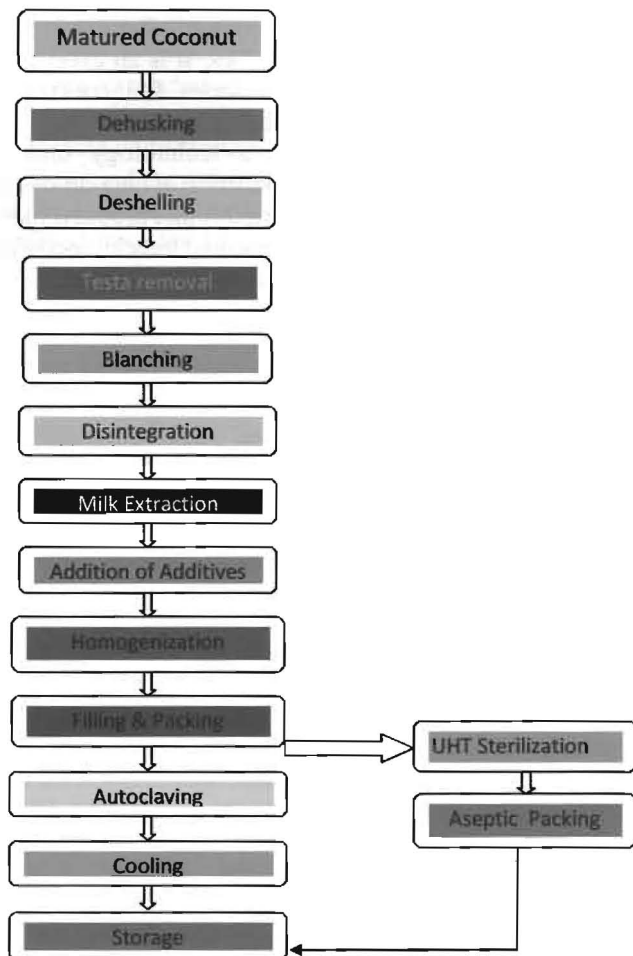 Matured Coconut
Dehusking
Deshelling
Testa removal
Blanching
Disintegration
Milk Extraction
Addition of Additives
Homogenization
Filling & Packing
UHT Sterilization
Autoclaving
Aseptic Packing
Cooling
Storage